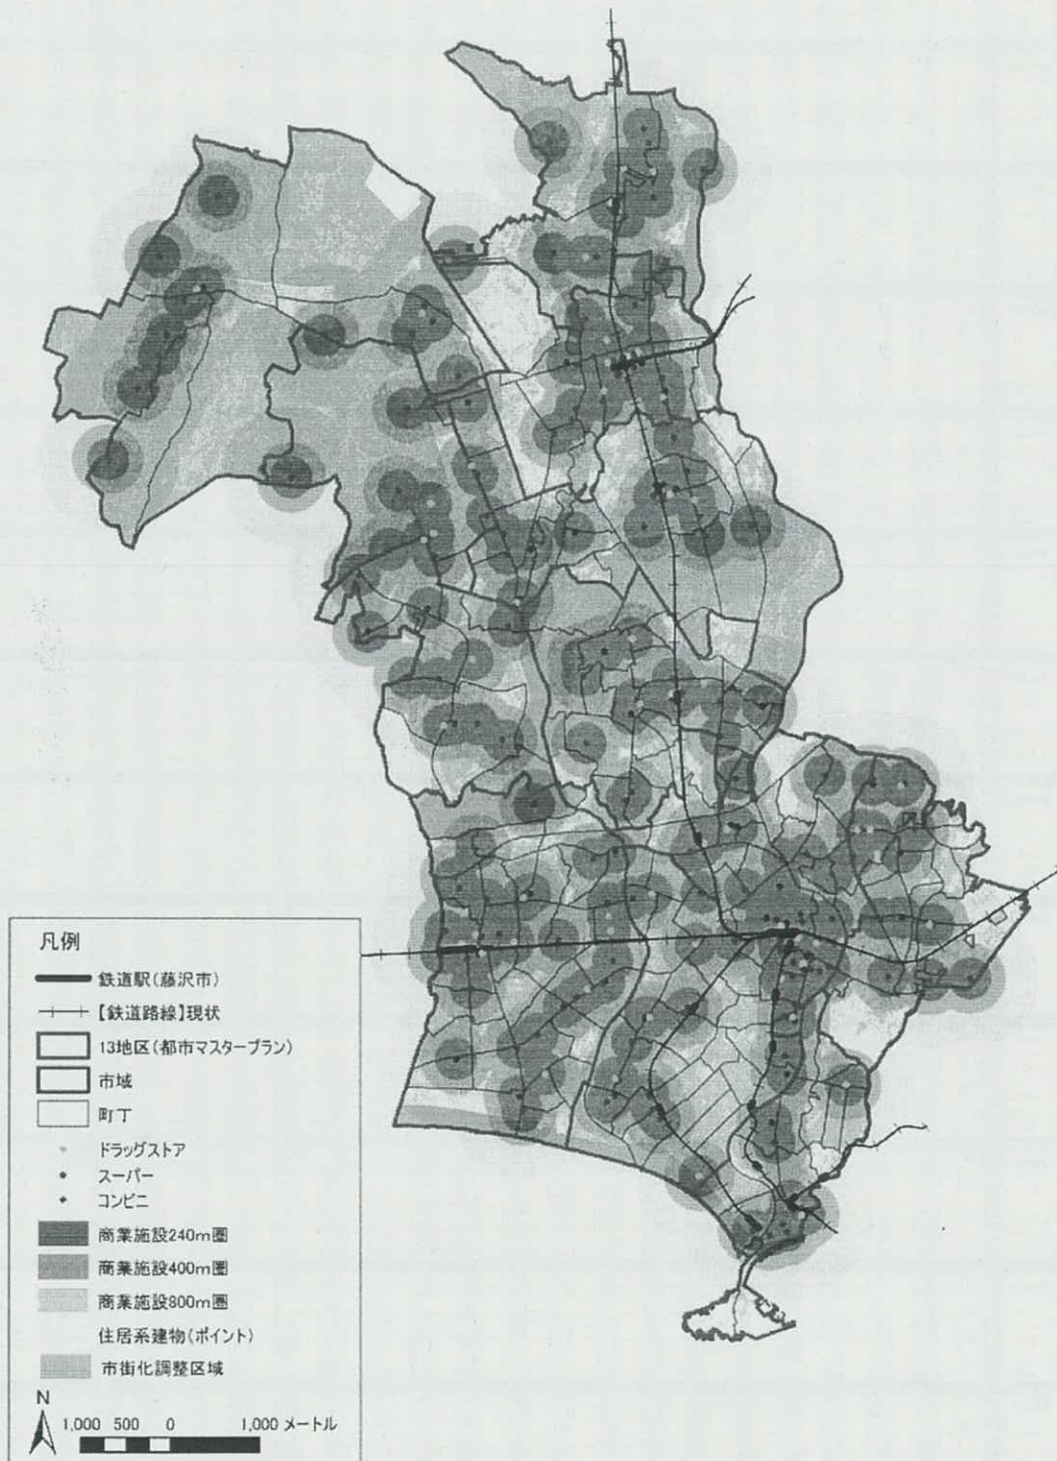 凡例
鉄道駅(藤沢市)
【鉄道路線】現状
13地区(都市マスタープラン)
市域
町丁
ドラッグストア
スーパー
コンビニ
商業施設240m圏
商業施設400m圏
商業施設800m圏
住居系建物(ポイント)
市街化調整区域
N
1,000 500 0 1,000 メートル